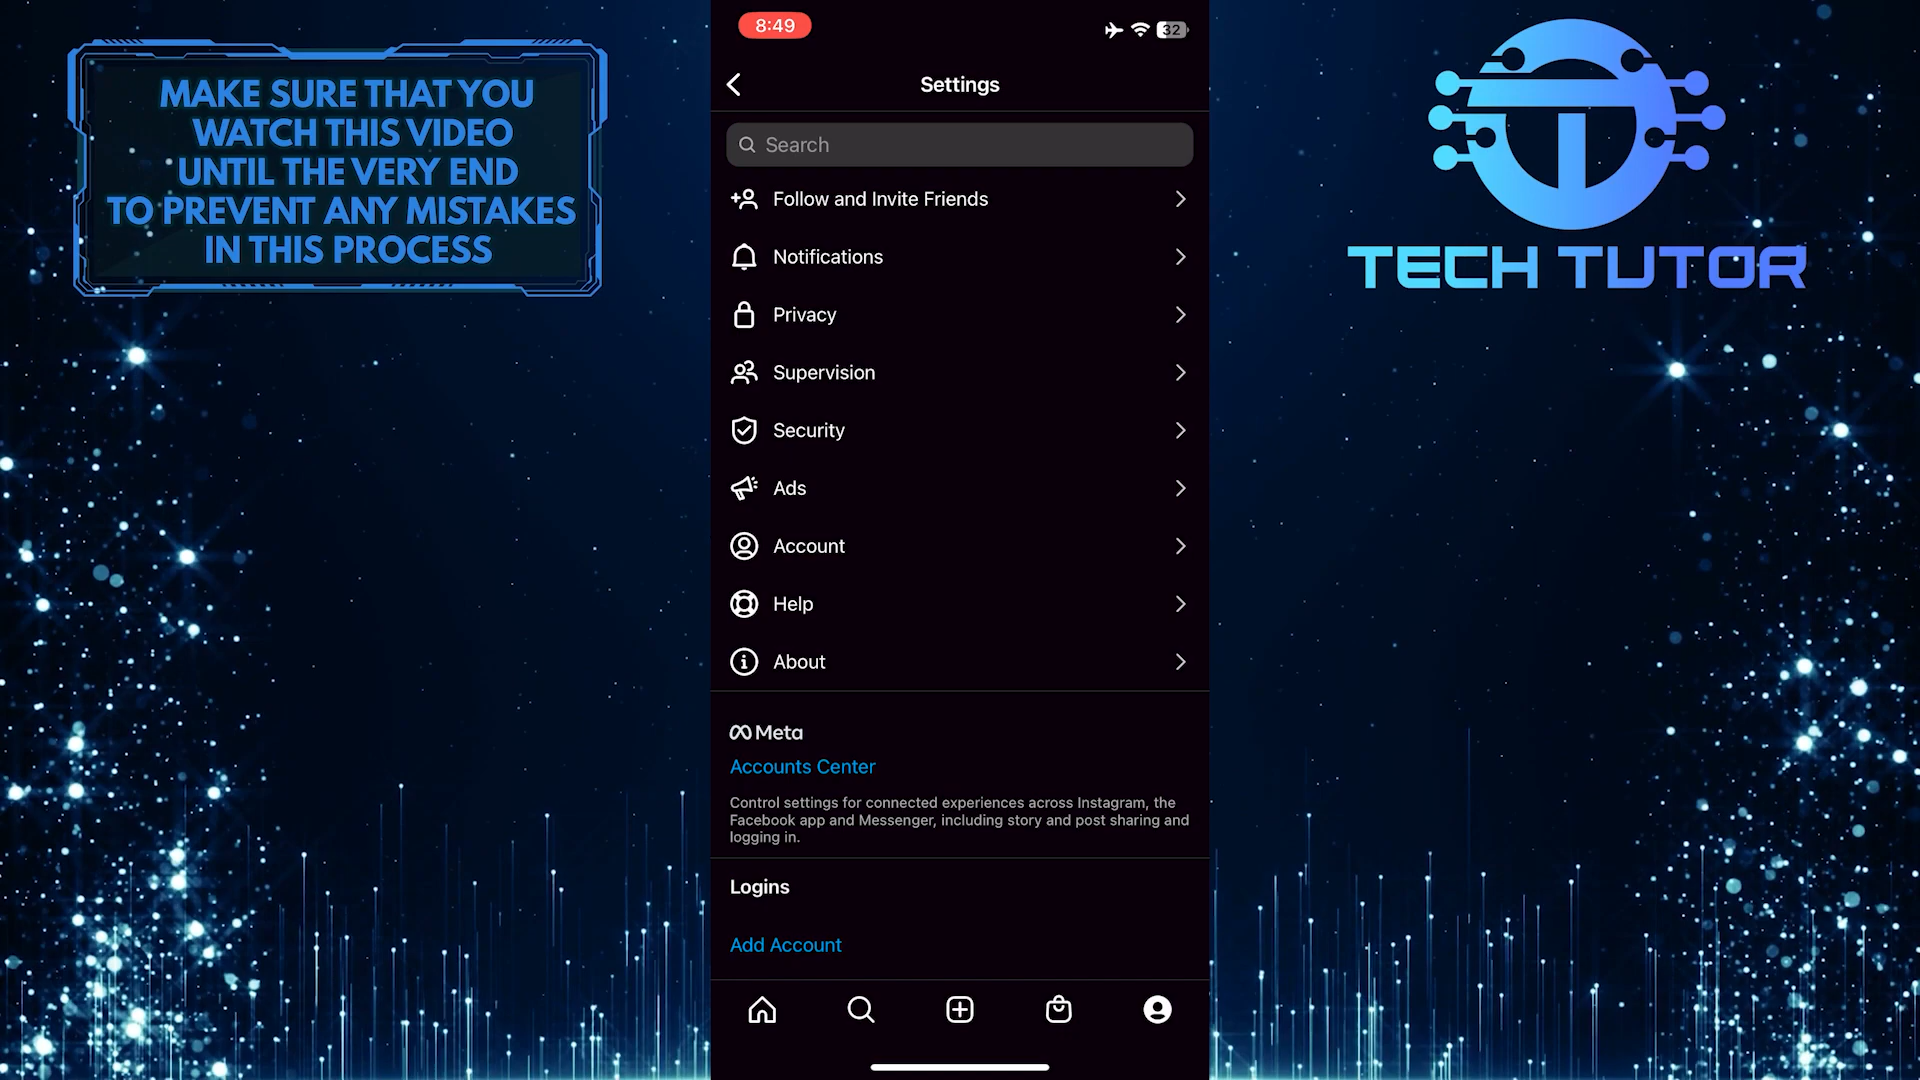 MAKE SURE THAT YOU
WATCH THIS VIDEO
UNTIL THE VERY END
TO PREVENT ANY MISTAKES
IN THIS PROCESS
8:49
32
Settings
Search
Follow and Invite Friends
Notifications
Privacy
Supervision
Security
Ads
Account
Help
About
Meta
Accounts Center
Control settings for connected experiences across Instagram, the
Facebook app and Messenger, including story and post sharing and
logging in.
Logins
Add Account
TECH TUTOR